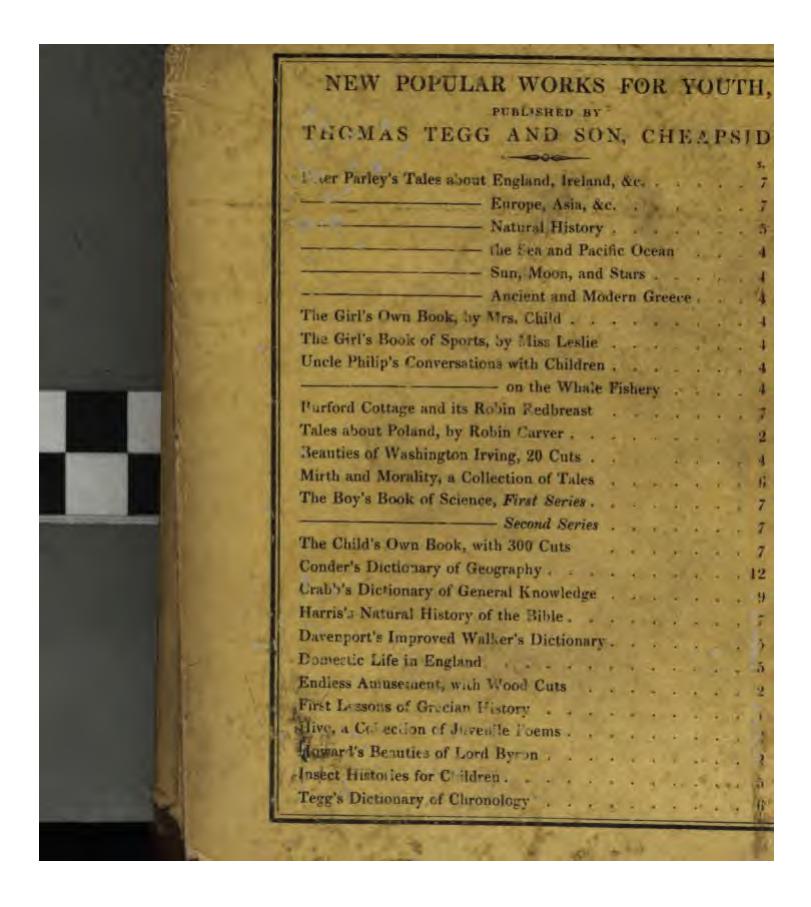 NEW POPULAR WORKS FOR YOUTH,
PUBLISHED BY
THOMAS TEGG AND SON, CHEAPSID
s.
Parley's Tales about England, Ireland, &c. . . . . . 7
Europe, Asia, &c. . . . . . 7
Natural History . . . . . . 5
the Sea and Pacific Ocean . . . 4
Sun, Moon, and Stars . . . . 4
Ancient and Modern Greece . . . 4
The Girl's Own Book, by Mrs. Child . . . . . . . . 4
The Girl's Book of Sports, by Miss Leslie . . . . . . 4
Uncle Philip's Conversations with Children . . . . . . 4
on the Whale Fishery . . . . 4
Burford Cottage and its Robin Redbreast . . . . . . 7
Tales about Poland, by Robin Carver . . . . . . . . 2
Beauties of Washington Irving, 20 Cuts . . . . . . 4
Mirth and Morality, a Collection of Tales . . . . . . 6
The Boy's Book of Science, First Series . . . . . . . 7
Second Series . . . . . . 7
The Child's Own Book, with 300 Cuts . . . . . . 7
Conder's Dictionary of Geography . . . . . . . . 12
Crabb's Dictionary of General Knowledge . . . . . . 9
Harris's Natural History of the Bible . . . . . . . 7
Davenport's Improved Walker's Dictionary . . . . . . 5
Domestic Life in England . . . . . . . . . 5
Endless Amusement, with Wood Cuts . . . . . . 2
First Lessons of Grecian History . . . . . . . .
Hive, a Collection of Juvenile Poems . . . . . . .
Howard's Beauties of Lord Byron . . . . . . . .
Insect Histories for Children . . . . . . . . . 5
Tegg's Dictionary of Chronology . . . . . . . . 6